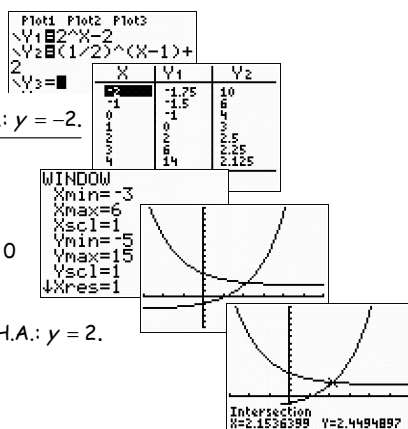 Plot1 Plot2 Plot3
\Y1=2^X-2
\Y2=(1/2)^(X-1)+
2
\Y3=
X Y1 Y2
-2 -1.75 10
-1 -1.5 6
0 -1 4
1 0 3
2 2 2.5
3 6 2.25
4 14 2.125
: y = −2.
WINDOW
Xmin=-3
Xmax=6
Xscl=1
Ymin=-5
Ymax=15
Yscl=1
↓Xres=1
0
H.A.: y = 2.
Intersection
X=2.1536399 Y=2.4494897